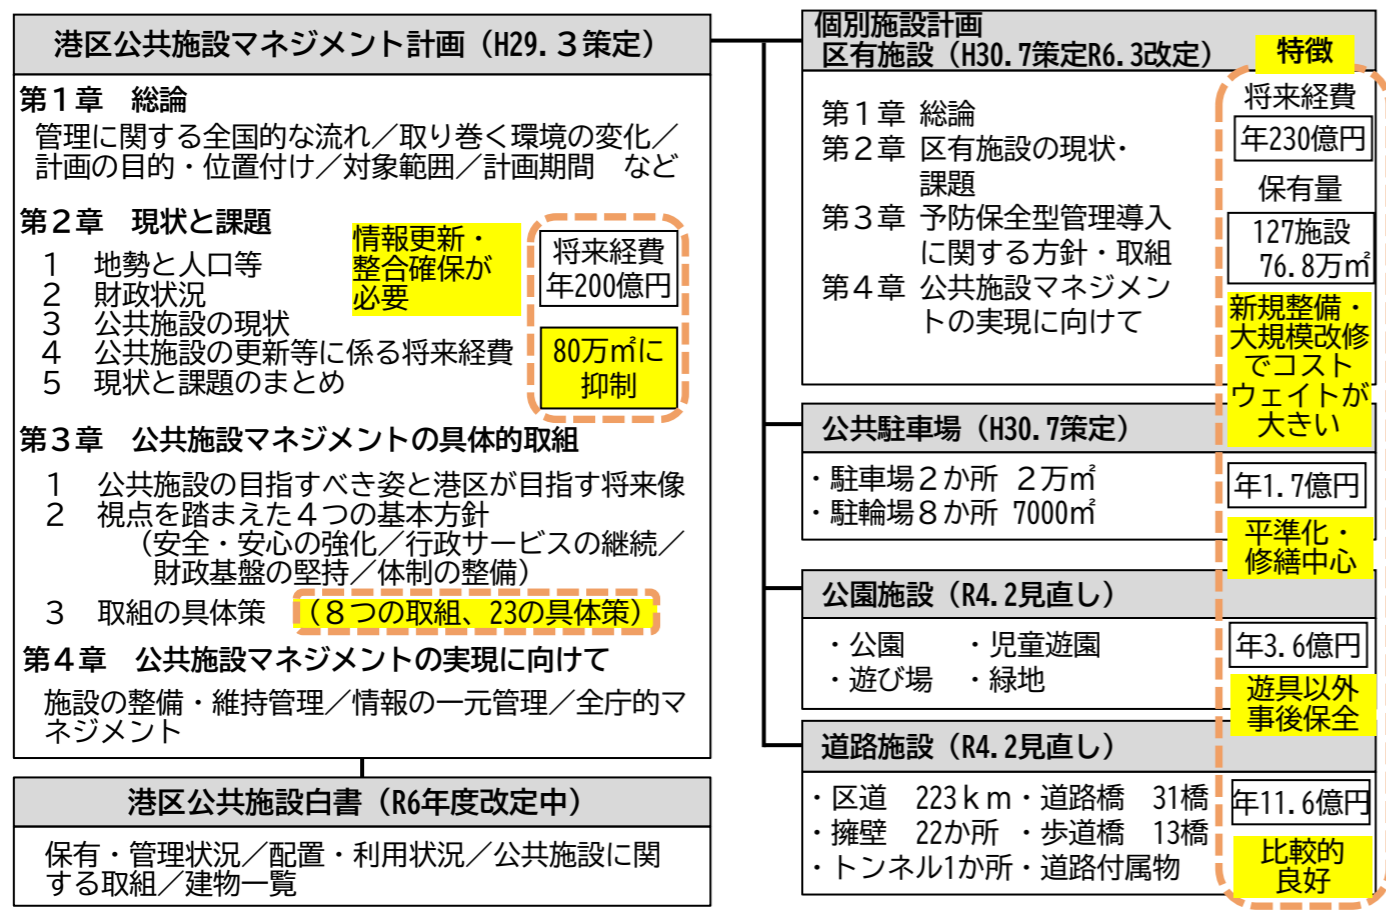 港区公共施設マネジメント計画（H29.３策定）
第１章　総論
管理に関する全国的な流れ／取り巻く環境の変化／
計画の目的・位置付け／対象範囲／計画期間　など
第２章　現状と課題
１　地勢と人口等
２　財政状況
３　公共施設の現状
４　公共施設の更新等に係る将来経費
５　現状と課題のまとめ
情報更新・
整合確保が
必要
将来経費
年200億円
80万㎡に
抑制
第３章　公共施設マネジメントの具体的取組
１　公共施設の目指すべき姿と港区が目指す将来像
２　視点を踏まえた４つの基本方針
（安全・安心の強化／行政サービスの継続／
財政基盤の堅持／体制の整備）
３　取組の具体策　（８つの取組、23の具体策）
第４章　公共施設マネジメントの実現に向けて
施設の整備・維持管理／情報の一元管理／全庁的マ
ネジメント
港区公共施設白書（R6年度改定中）
保有・管理状況／配置・利用状況／公共施設に関
する取組／建物一覧
個別施設計画
区有施設（H30.7策定R6.3改定）
特徴
第１章 総論
第２章 区有施設の現状・
課題
第３章 予防保全型管理導入
に関する方針・取組
第４章 公共施設マネジメン
トの実現に向けて
将来経費
年230億円
保有量
127施設
76.8万㎡
新規整備・
大規模改修
でコスト
ウェイトが
大きい
公共駐車場（H30.7策定）
・駐車場２か所 ２万㎡
・駐輪場８か所 7000㎡
年1.7億円
平準化・
修繕中心
公園施設（R4.2見直し）
・公園　・児童遊園
・遊び場　・緑地
年3.6億円
遊具以外
事後保全
道路施設（R4.2見直し）
・区道　223ｋｍ・道路橋　31橋
・擁壁　22か所　・歩道橋　13橋
・トンネル1か所・道路付属物
年11.6億円
比較的
良好